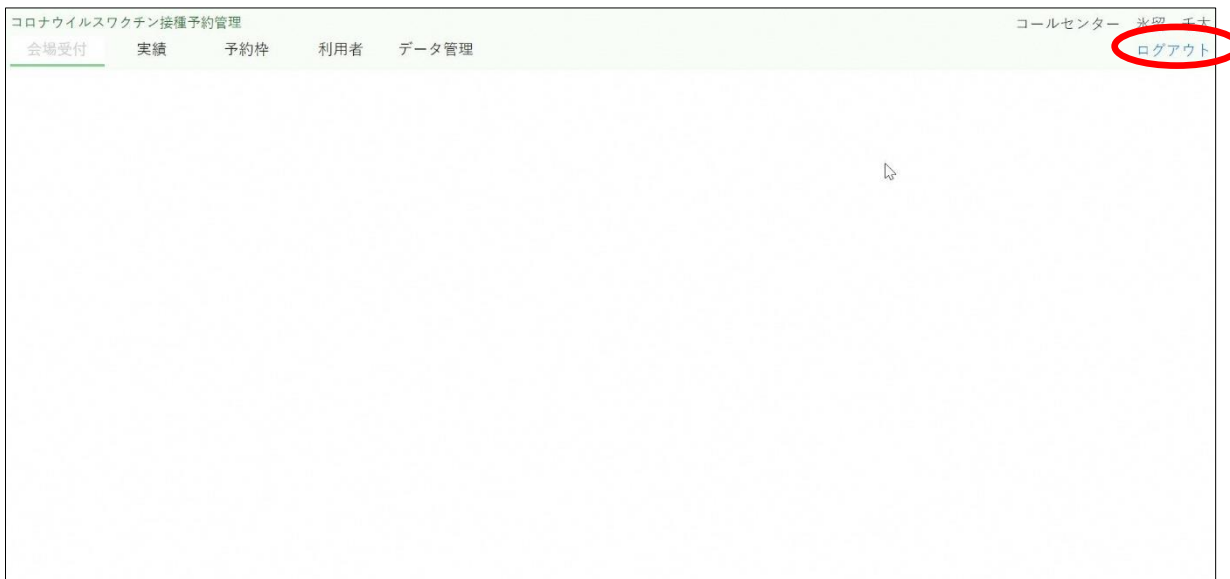 コロナウイルスワクチン接種予約管理
コールセンター
会場受付 実績 予約枠 利用者 データ管理
ログアウト